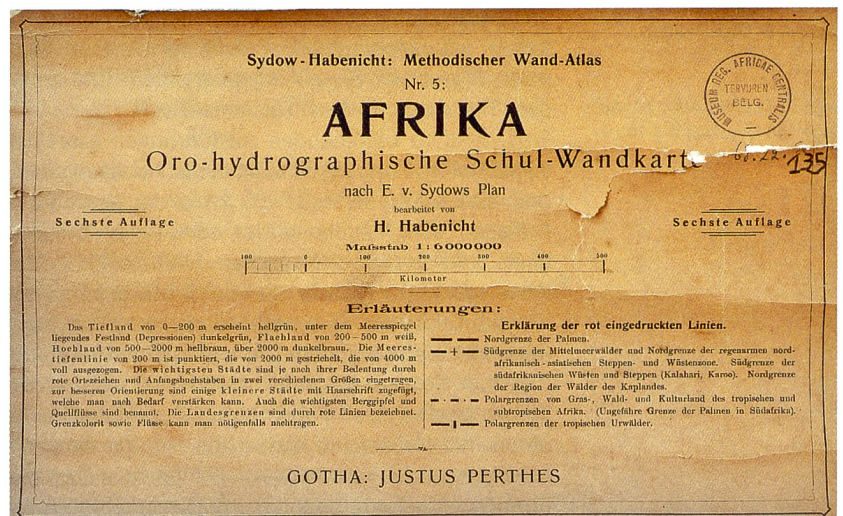 Sydow-Habenicht: Methodischer Wand-Atlas
Nr. 5:
AFRIKA
Oro-hydrographische Schul-Wandkarte
nach E. v. Sydows Plan
bearbeitet von
H. Habenicht
Sechste Auflage
Sechste Auflage
MUSEUM REG. AFRICAE CENTRALIS
TERVUREN
BELG.
135
Maſsstab 1:6000000
100 0 100 200 300 400 500
Kilometer
Erläuterungen:
Das Tiefland von 0—200 m erscheint hellgrün, unter dem Meeresspiegel
liegendes Festland (Depressionen) dunkelgrün, Flachland von 200—500 m weiß,
Hochland von 500—2000 m hellbraun, über 2000 m dunkelbraun. Die Meeres-
tiefenlinie von 200 m ist punktiert, die von 2000 m gestrichelt, die von 4000 m
voll ausgezogen. Die wichtigsten Städte sind je nach ihrer Bedeutung durch
rote Ortszeichen und Anfangsbuchstaben in zwei verschiedenen Größen eingetragen,
zur besseren Orientierung sind einige kleinere Städte mit Haarschrift zugefügt,
welche man nach Bedarf verstärken kann. Auch die wichtigsten Berggipfel und
Quellflüsse sind benannt. Die Landesgrenzen sind durch rote Linien bezeichnet.
Grenzkolorit sowie Flüsse kann man nötigenfalls nachtragen.
Erklärung der rot eingedruckten Linien.
Nordgrenze der Palmen.
Südgrenze der Mittelmeerwälder und Nordgrenze der regenarmen nord-
afrikanisch-asiatischen Steppen- und Wüstenzone. Südgrenze der
südafrikanischen Wüsten und Steppen (Kalahari, Karoo). Nordgrenze
der Region der Wälder des Kaplandes.
Polargrenzen von Gras-, Wald- und Kulturland des tropischen und
subtropischen Afrika. (Ungefähre Grenze der Palmen in Südafrika).
Polargrenzen der tropischen Urwälder.
GOTHA: JUSTUS PERTHES